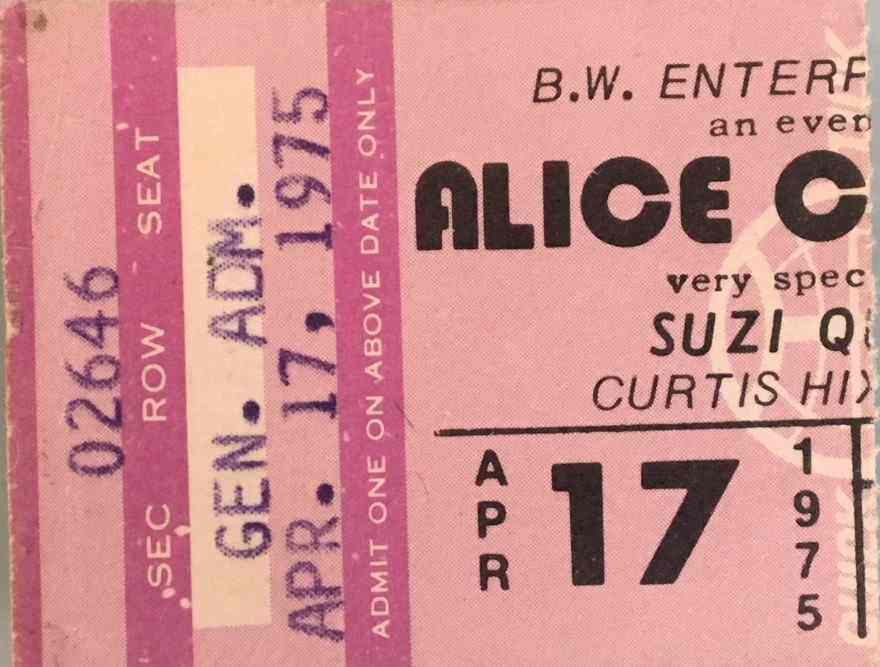 02646
SEC ROW SEAT
GEN. ADM.
APR. 17, 1975
ADMIT ONE ON ABOVE DATE ONLY
B.W. ENTERP
an even
ALICE C
very spec
SUZI Q
CURTIS HIX
APR 17 1975